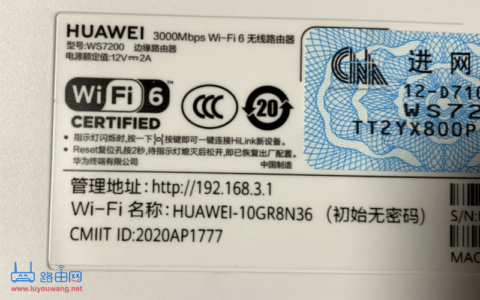 HUAWEI 3000Mbps Wi-Fi 6 无线路由器
型号:WS7200 边缘路由器
电源额定值:12V⎓2A
Wi Fi 6
CERTIFIED
CCC
20
• 指示灯闪烁时,按一下 H 按键即可一键连接HiLink新设备。
• Reset复位孔按2秒,待指示灯熄灭后松开,即已恢复出厂配置。
华为终端有限公司
中国制造
CNA 进网
12-D710
WS72
TT2YX800P
管理地址: http://192.168.3.1
Wi-Fi 名称: HUAWEI-10GR8N36 (初始无密码)
CMIIT ID:2020AP1777
S/N:
MAC
路由网
www.luyouwang.net